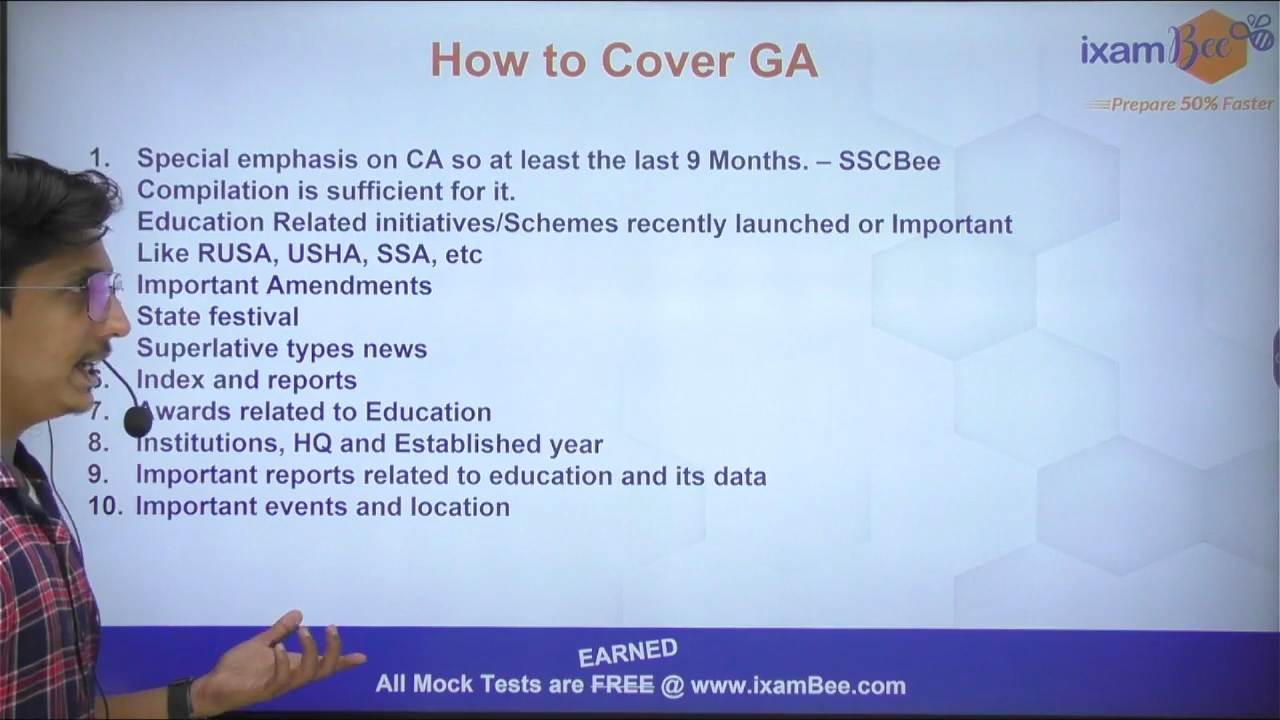 How to Cover GA
ixamBee
Prepare 50% Faster
1. Special emphasis on CA so at least the last 9 Months. – SSCBee
Compilation is sufficient for it.
Education Related initiatives/Schemes recently launched or Important
Like RUSA, USHA, SSA, etc
Important Amendments
State festival
Superlative types news
6. Index and reports
7. Awards related to Education
8. Institutions, HQ and Established year
9. Important reports related to education and its data
10. Important events and location
EARNED
All Mock Tests are FREE @ www.ixamBee.com